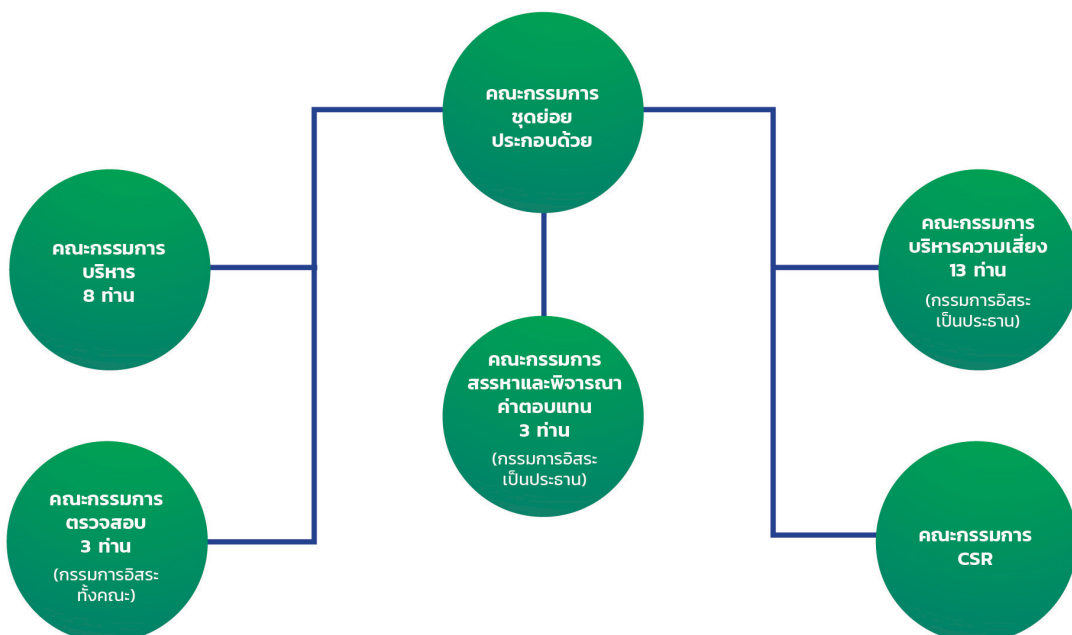 คณะกรรมการ
ชุดย่อย
ประกอบด้วย
คณะกรรมการ
บริหาร
8 ท่าน
คณะกรรมการ
บริหารความเสี่ยง
13 ท่าน
(กรรมการอิสระ
เป็นประธาน)
คณะกรรมการ
สรรหาและพิจารณา
ค่าตอบแทน
3 ท่าน
(กรรมการอิสระ
เป็นประธาน)
คณะกรรมการ
ตรวจสอบ
3 ท่าน
(กรรมการอิสระ
ทั้งคณะ)
คณะกรรมการ
CSR